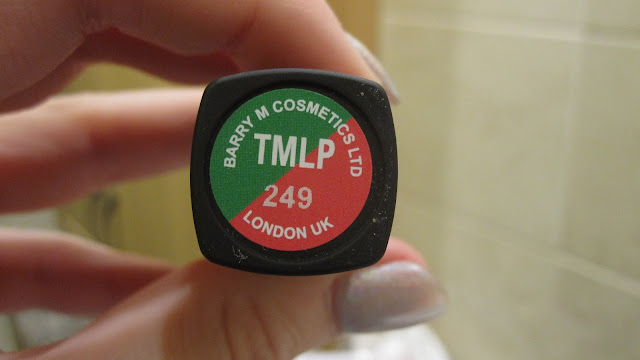 BARRY M COSMETICS LTD
TMLP
249
LONDON UK